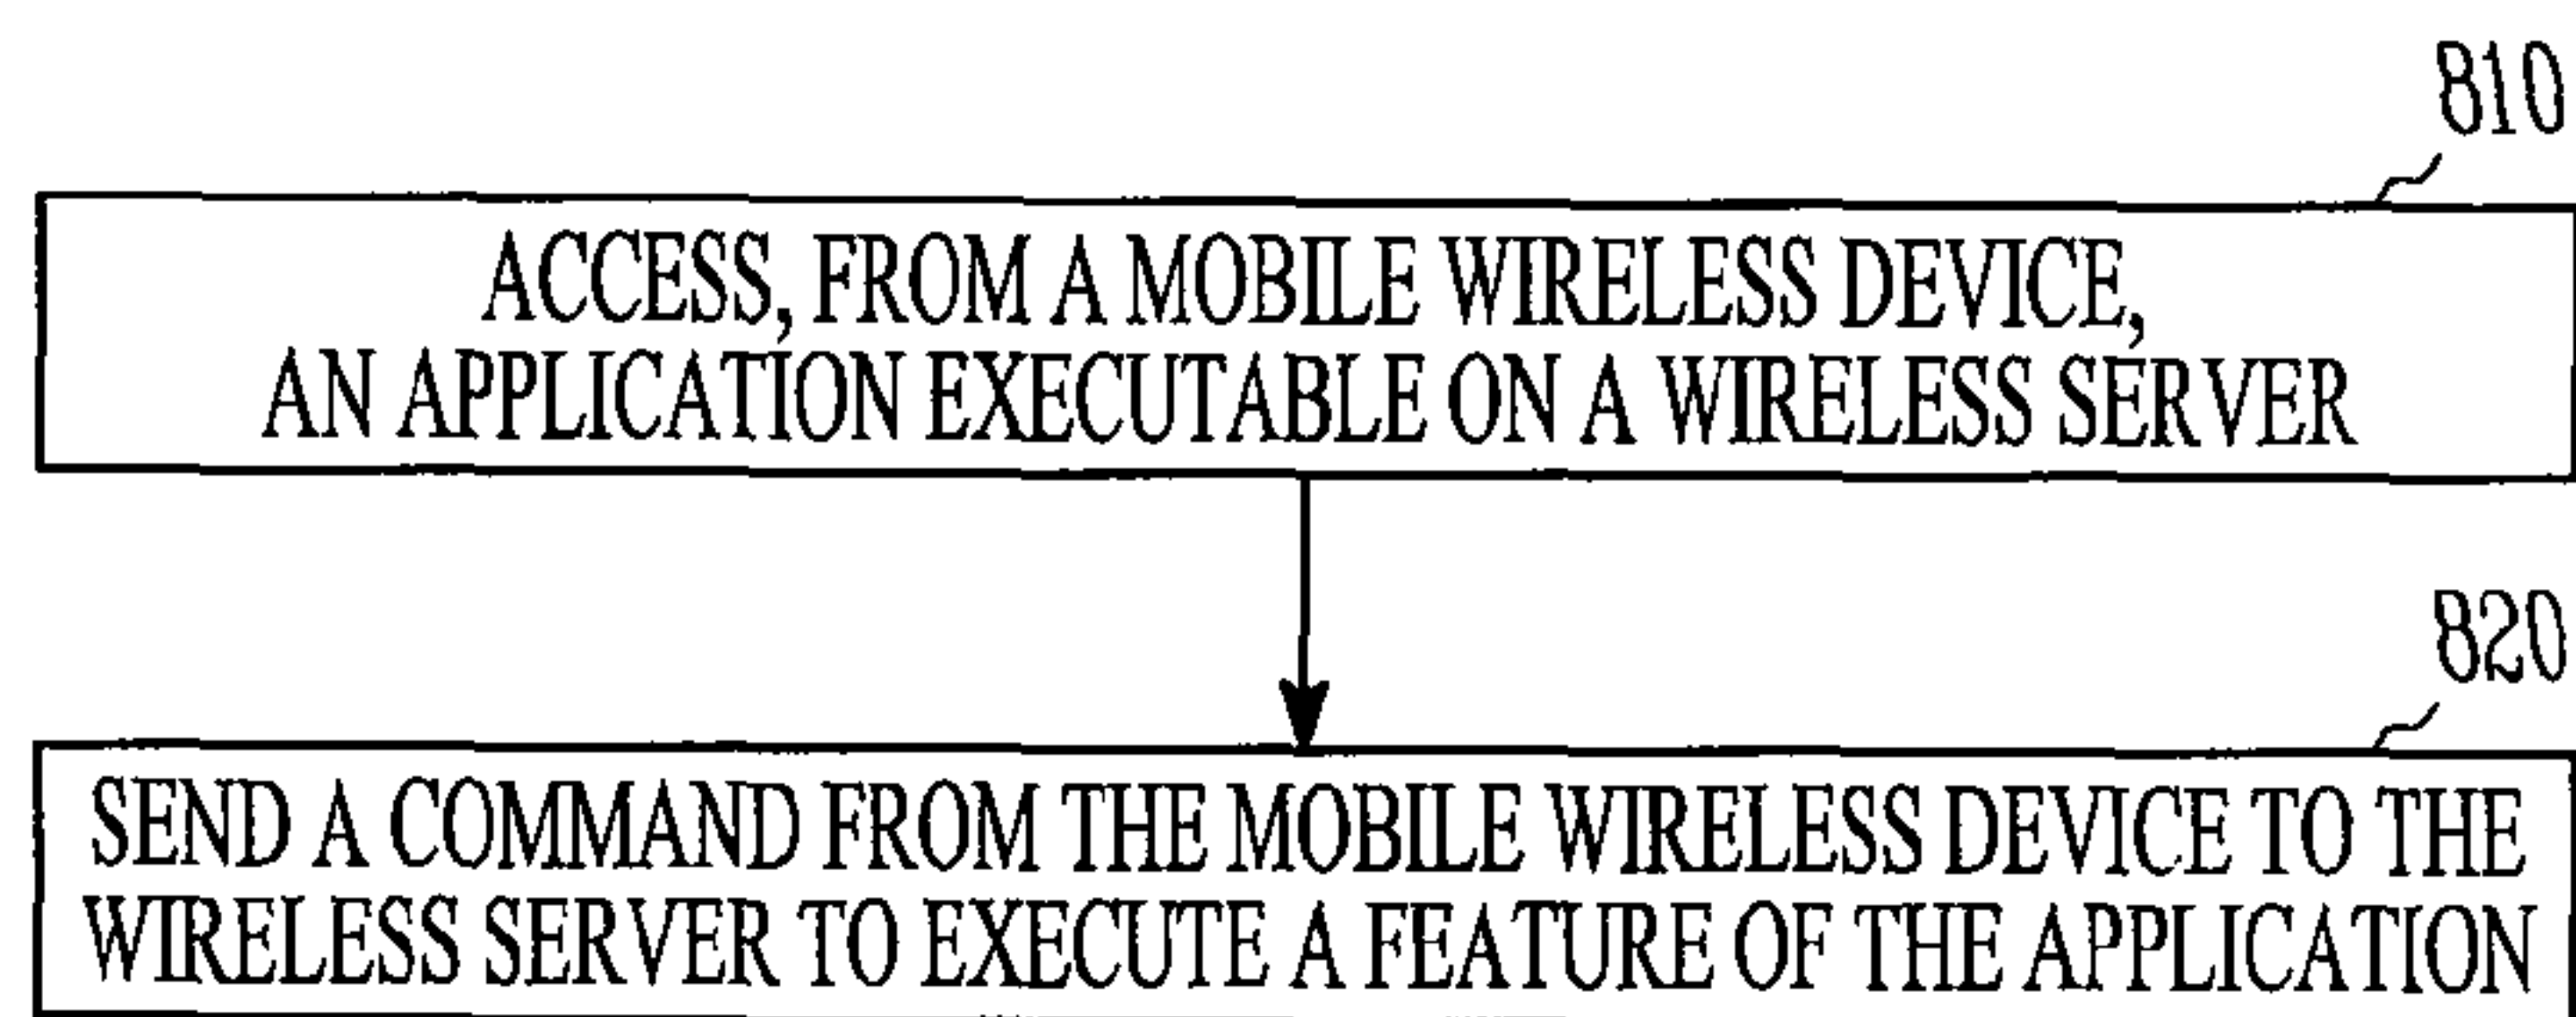 810
ACCESS, FROM A MOBILE WIRELESS DEVICE,
AN APPLICATION EXECUTABLE ON A WIRELESS SERVER
820
SEND A COMMAND FROM THE MOBILE WIRELESS DEVICE TO THE
WIRELESS SERVER TO EXECUTE A FEATURE OF THE APPLICATION